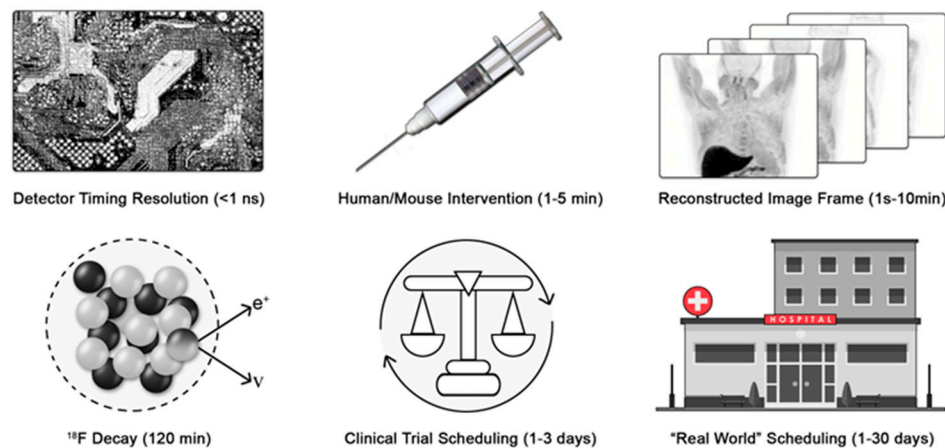 Detector Timing Resolution (<1 ns)
Human/Mouse Intervention (1-5 min)
Reconstructed Image Frame (1s-10min)
e⁺
v
HOSPITAL
¹⁸F Decay (120 min)
Clinical Trial Scheduling (1-3 days)
"Real World" Scheduling (1-30 days)